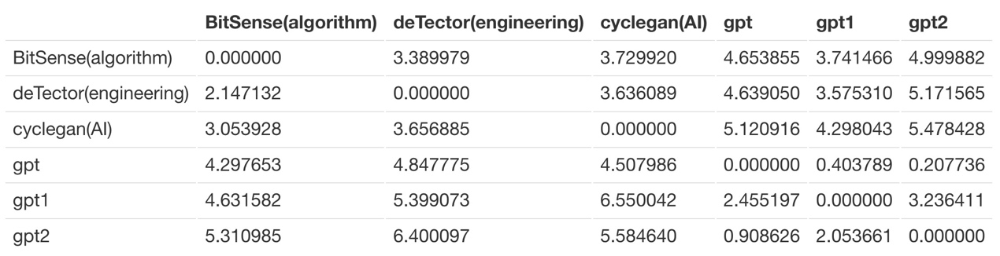 BitSense(algorithm) deTector(engineering) cyclegan(AI) gpt gpt1 gpt2
BitSense(algorithm) 0.000000 3.389979 3.729920 4.653855 3.741466 4.999882
deTector(engineering) 2.147132 0.000000 3.636089 4.639050 3.575310 5.171565
cyclegan(AI) 3.053928 3.656885 0.000000 5.120916 4.298043 5.478428
gpt 4.297653 4.847775 4.507986 0.000000 0.403789 0.207736
gpt1 4.631582 5.399073 6.550042 2.455197 0.000000 3.236411
gpt2 5.310985 6.400097 5.584640 0.908626 2.053661 0.000000